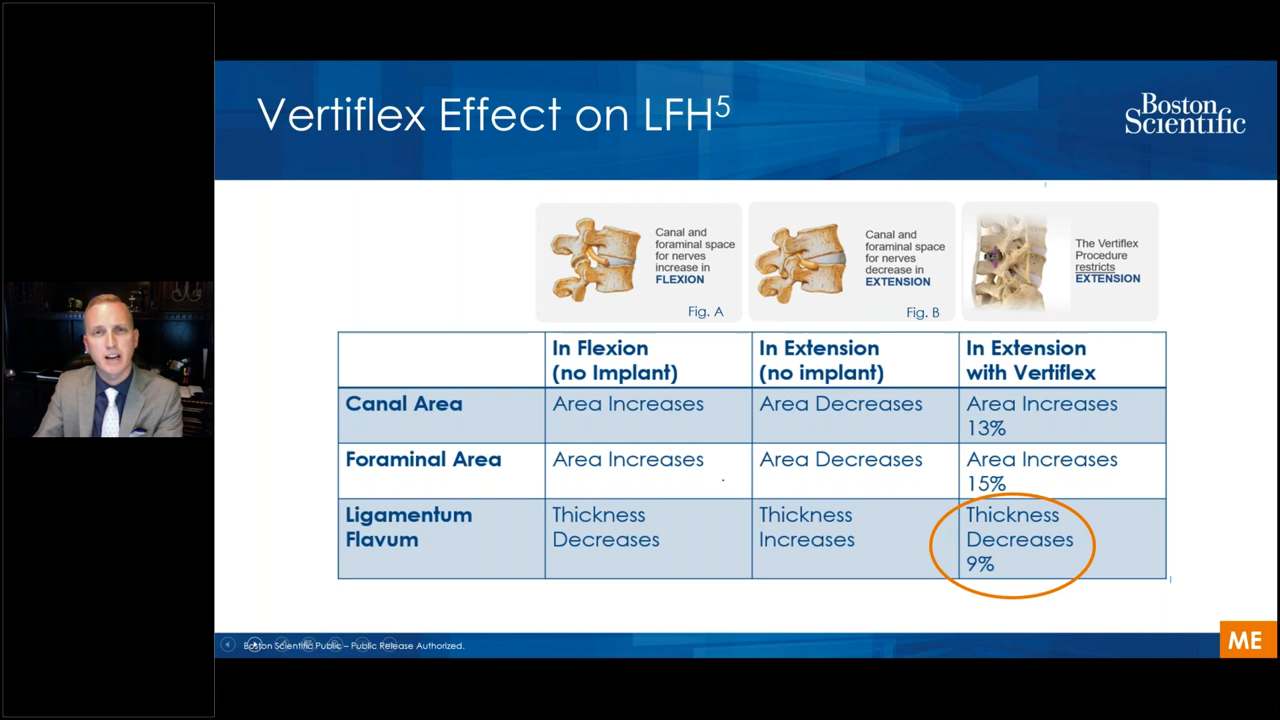 Vertiflex Effect on LFH5
Boston
Scientific
Canal and
foraminal space
for nerves
increase in
FLEXION
Fig. A
Canal and
foraminal space
for nerves
decrease in
EXTENSION
Fig. B
The Vertiflex
Procedure
restricts
EXTENSION
In Flexion
(no Implant)
In Extension
(no implant)
In Extension
with Vertiflex
Canal Area
Area Increases
Area Decreases
Area Increases
13%
Foraminal Area
Area Increases
Area Decreases
Area Increases
15%
Ligamentum
Flavum
Thickness
Decreases
Thickness
Increases
Thickness
Decreases
9%
Boston Scientific Public – Public Release Authorized.
ME